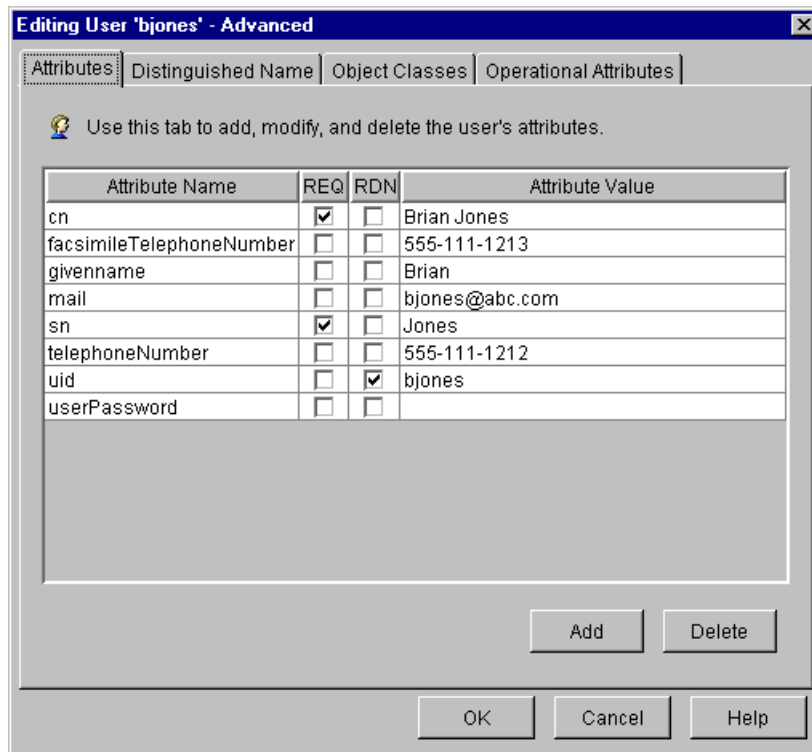 Editing User 'bjones' - Advanced
Attributes Distinguished Name Object Classes Operational Attributes
Use this tab to add, modify, and delete the user's attributes.
Attribute Name REQ RDN Attribute Value
cn Brian Jones
facsimileTelephoneNumber 555-111-1213
givenname Brian
mail bjones@abc.com
sn Jones
telephoneNumber 555-111-1212
uid bjones
userPassword
Add Delete
OK Cancel Help